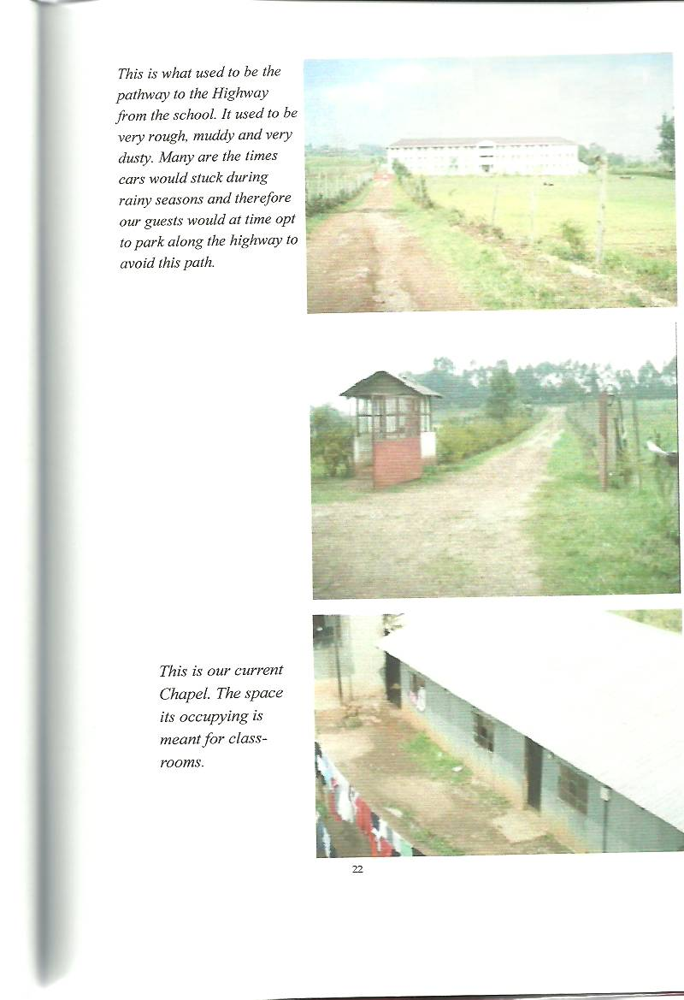 This is what used to be the
pathway to the Highway
from the school. It used to be
very rough, muddy and very
dusty. Many are the times
cars would stuck during
rainy seasons and therefore
our guests would at time opt
to park along the highway to
avoid this path.
This is our current
Chapel. The space
its occupying is
meant for class-
rooms.
22